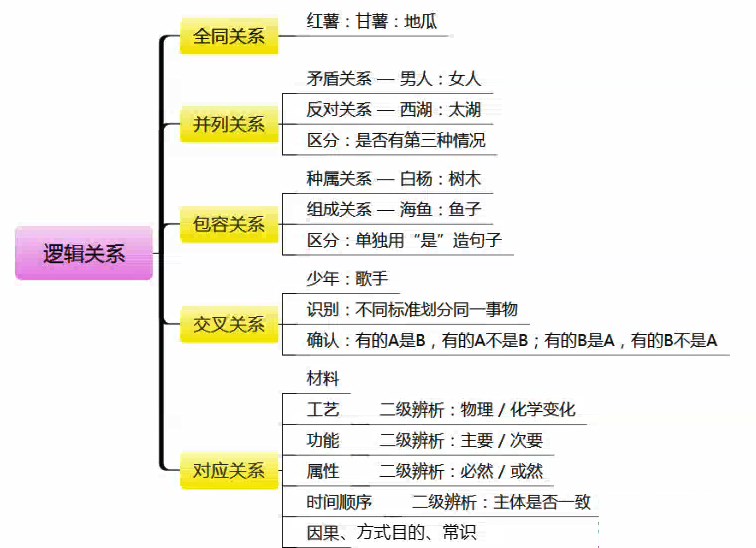 逻辑关系
全同关系
红薯：甘薯：地瓜
并列关系
矛盾关系 — 男人：女人
反对关系 — 西湖：太湖
区分：是否有第三种情况
包容关系
种属关系 — 白杨：树木
组成关系 — 海鱼：鱼子
区分：单独用“是”造句子
交叉关系
少年：歌手
识别：不同标准划分同一事物
确认：有的A是B，有的A不是B；有的B是A，有的B不是A
对应关系
材料
工艺 二级辨析：物理 / 化学变化
功能 二级辨析：主要 / 次要
属性 二级辨析：必然 / 或然
时间顺序 二级辨析：主体是否一致
因果、方式目的、常识